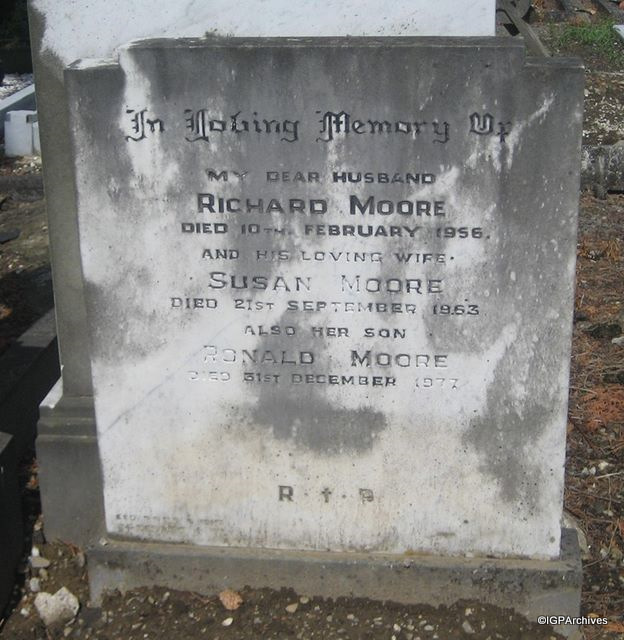 In Loving Memory Of
MY DEAR HUSBAND
RICHARD MOORE
DIED 10TH. FEBRUARY 1956.
AND HIS LOVING WIFE.
SUSAN MOORE
DIED 21ST SEPTEMBER 1963
ALSO HER SON
RONALD MOORE
DIED 31ST DECEMBER 1977
R.†.P
©IGPArchives